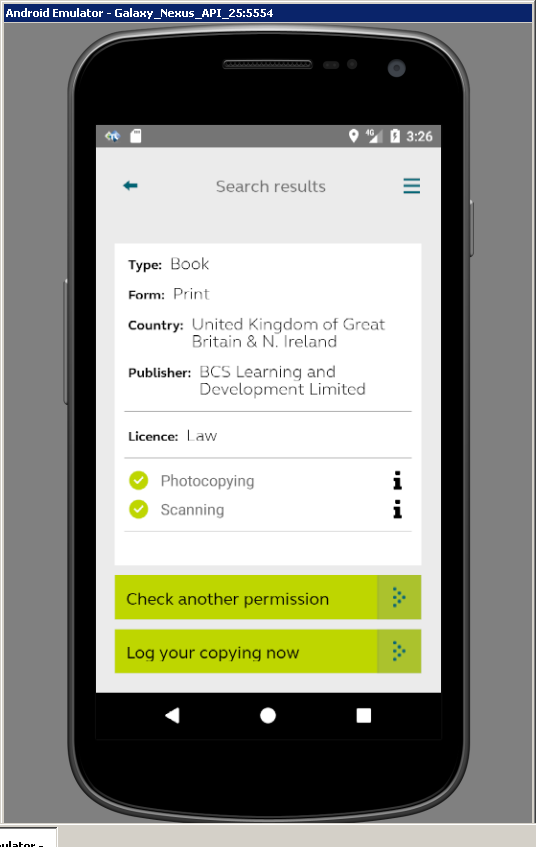 Android Emulator - Galaxy_Nexus_API_25:5554
4G 3:26
Search results
Type: Book
Form: Print
Country: United Kingdom of Great
Britain & N. Ireland
Publisher: BCS Learning and
Development Limited
Licence: Law
Photocopying
Scanning
Check another permission
Log your copying now